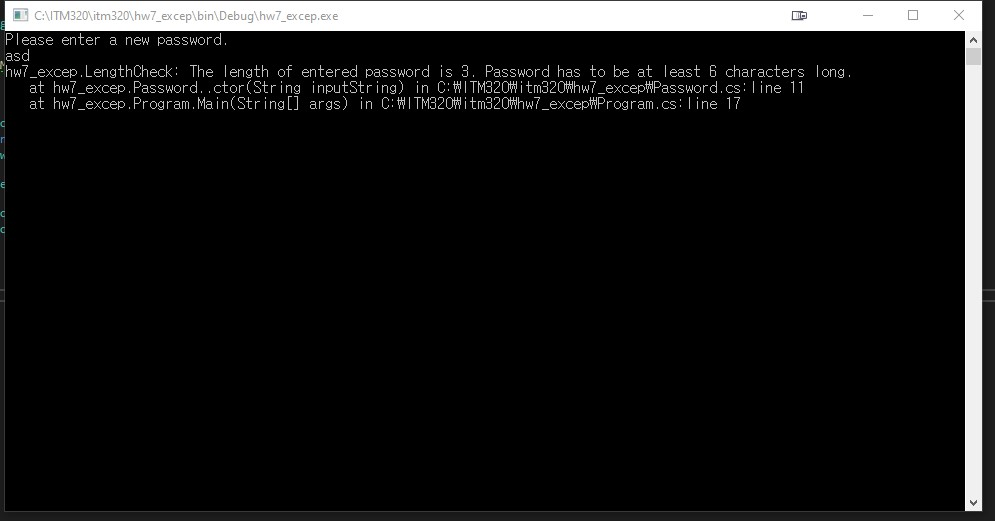 C:\ITM320\itm320\hw7_excep\bin\Debug\hw7_excep.exe
Please enter a new password.
asd
hw7_excep.LengthCheck: The length of entered password is 3. Password has to be at least 6 characters long.
   at hw7_excep.Password..ctor(String inputString) in C:₩ITM320₩itm320₩hw7_excep₩Password.cs:line 11
   at hw7_excep.Program.Main(String[] args) in C:₩ITM320₩itm320₩hw7_excep₩Program.cs:line 17